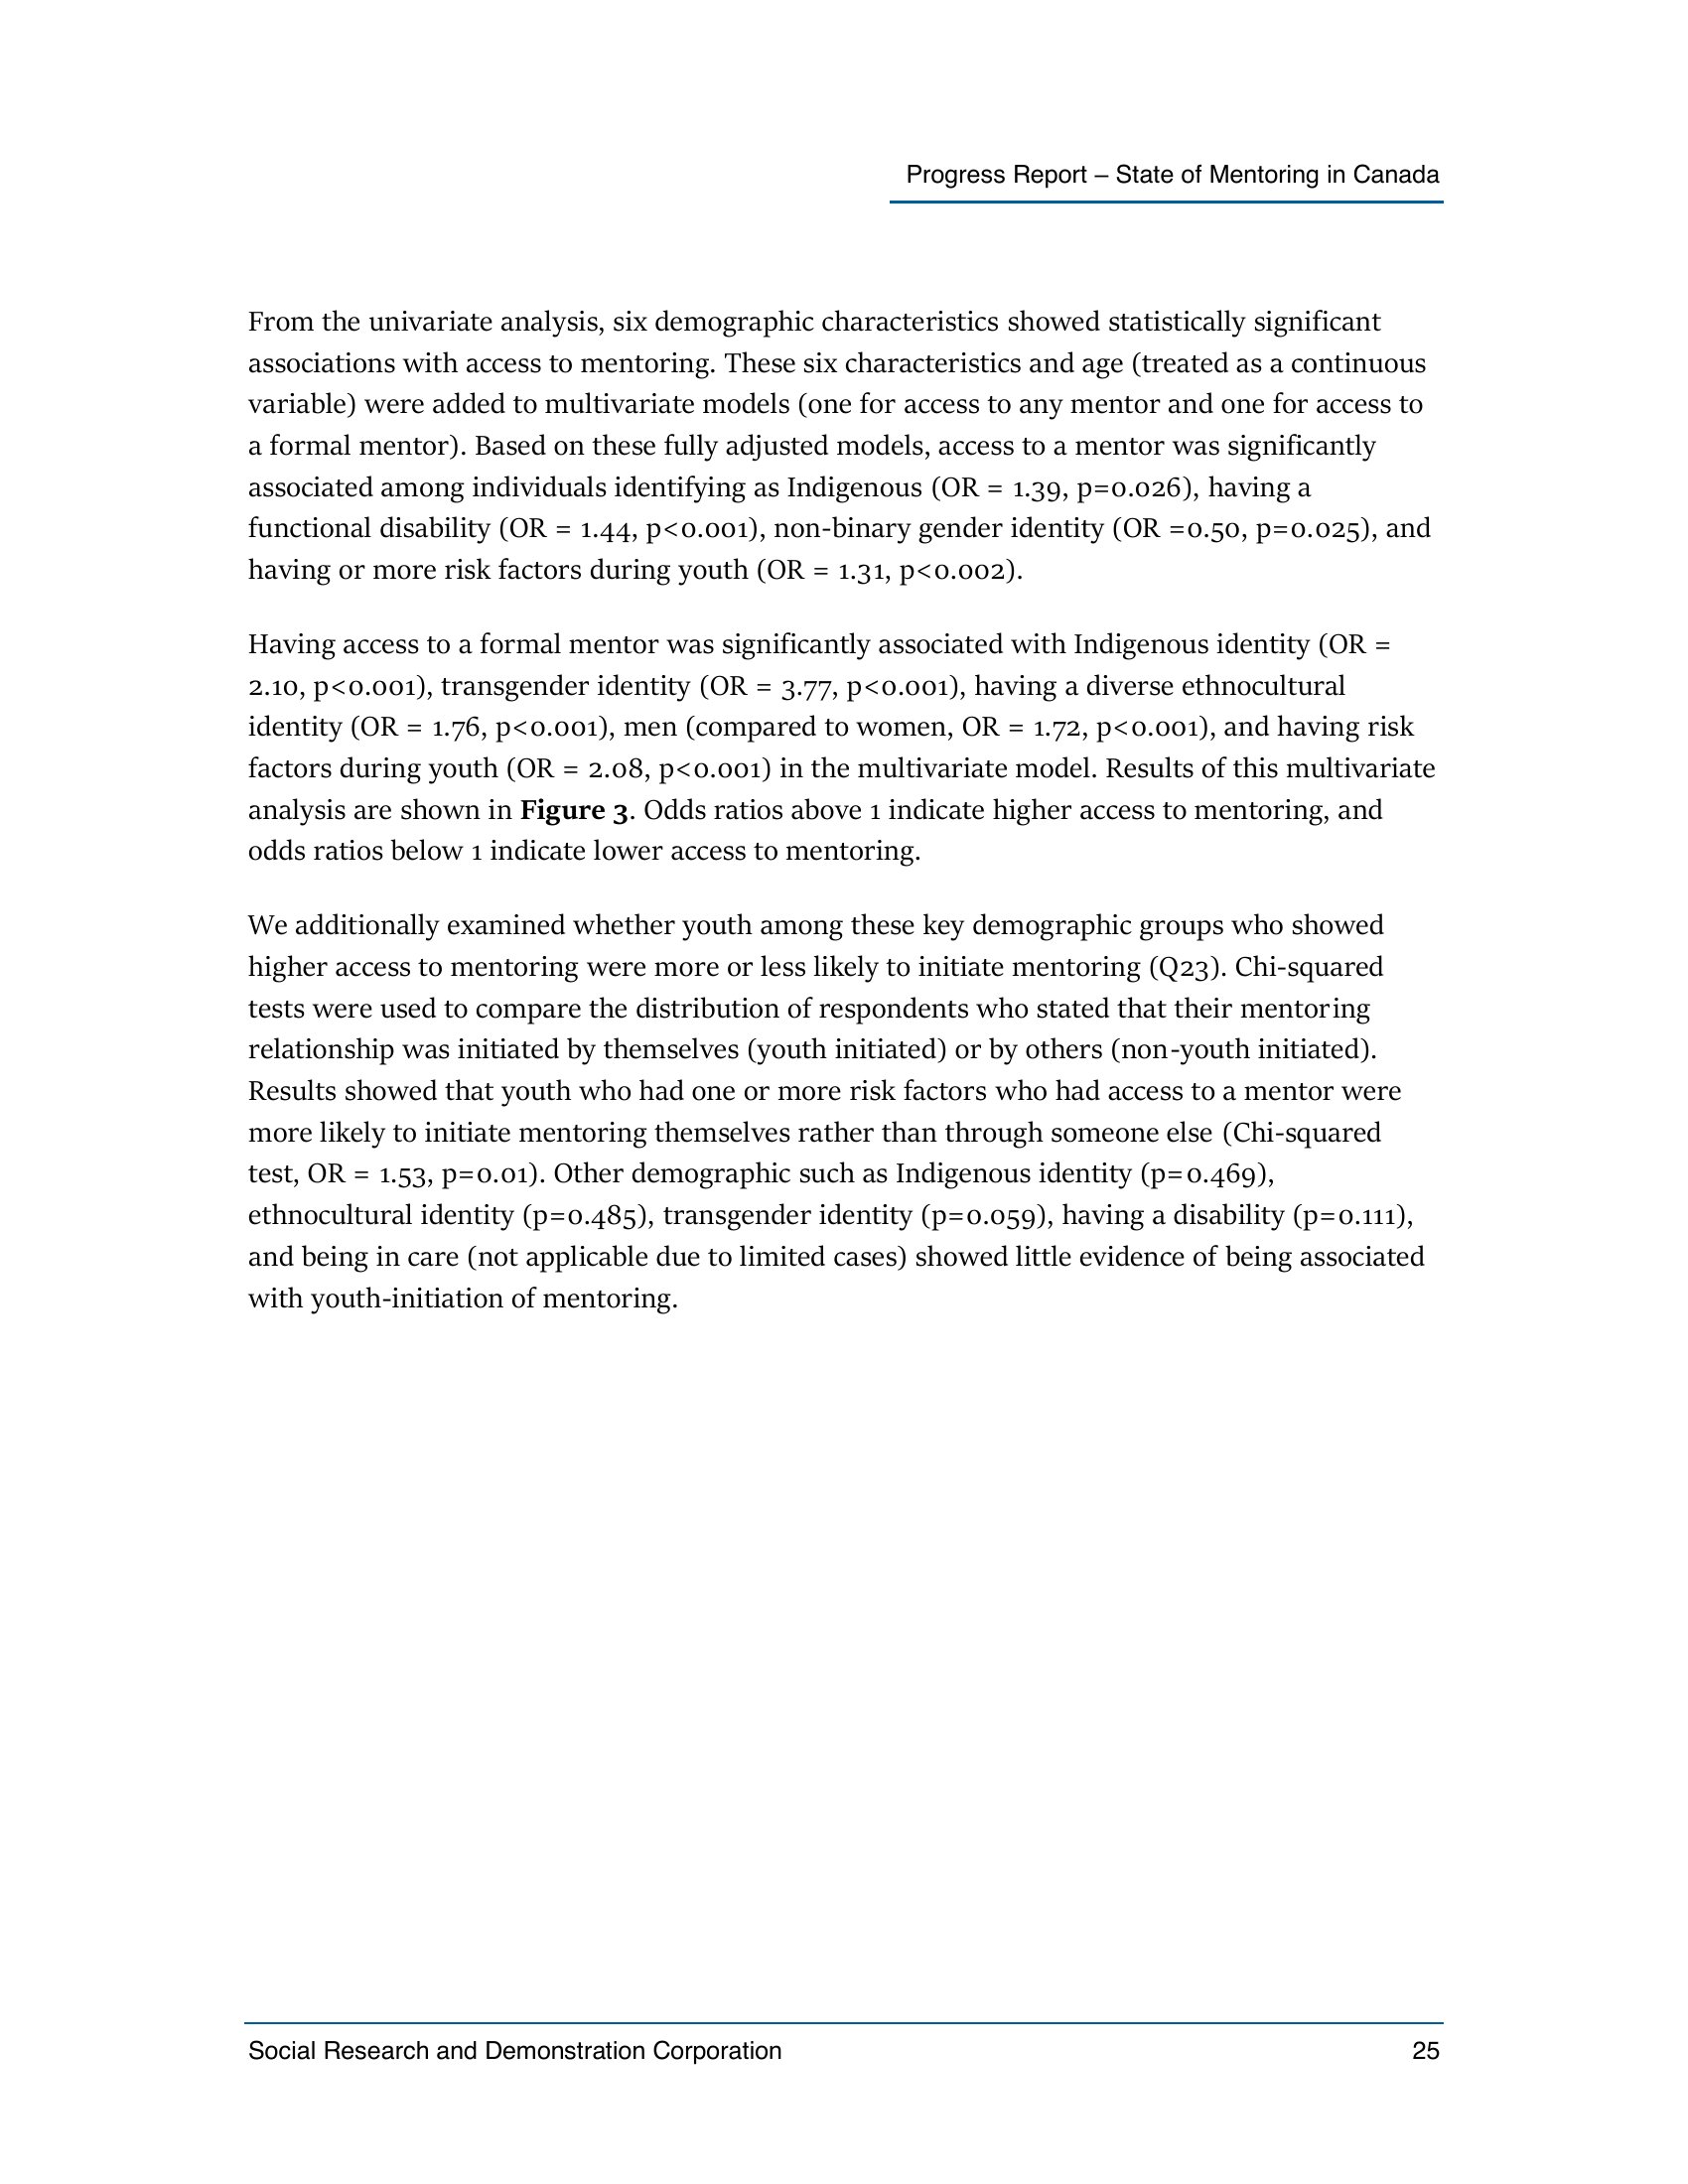 Progress Report – State of Mentoring in Canada
From the univariate analysis, six demographic characteristics showed statistically significant
associations with access to mentoring. These six characteristics and age (treated as a continuous
variable) were added to multivariate models (one for access to any mentor and one for access to
a formal mentor). Based on these fully adjusted models, access to a mentor was significantly
associated among individuals identifying as Indigenous (OR = 1.39, p=0.026), having a
functional disability (OR = 1.44, p<0.001), non-binary gender identity (OR =0.50, p=0.025), and
having or more risk factors during youth (OR = 1.31, p<0.002).
Having access to a formal mentor was significantly associated with Indigenous identity (OR =
2.10, p<0.001), transgender identity (OR = 3.77, p<0.001), having a diverse ethnocultural
identity (OR = 1.76, p<0.001), men (compared to women, OR = 1.72, p<0.001), and having risk
factors during youth (OR = 2.08, p<0.001) in the multivariate model. Results of this multivariate
analysis are shown in Figure 3. Odds ratios above 1 indicate higher access to mentoring, and
odds ratios below 1 indicate lower access to mentoring.
We additionally examined whether youth among these key demographic groups who showed
higher access to mentoring were more or less likely to initiate mentoring (Q23). Chi-squared
tests were used to compare the distribution of respondents who stated that their mentoring
relationship was initiated by themselves (youth initiated) or by others (non-youth initiated).
Results showed that youth who had one or more risk factors who had access to a mentor were
more likely to initiate mentoring themselves rather than through someone else (Chi-squared
test, OR = 1.53, p=0.01). Other demographic such as Indigenous identity (p=0.469),
ethnocultural identity (p=0.485), transgender identity (p=0.059), having a disability (p=0.111),
and being in care (not applicable due to limited cases) showed little evidence of being associated
with youth-initiation of mentoring.
Social Research and Demonstration Corporation 25